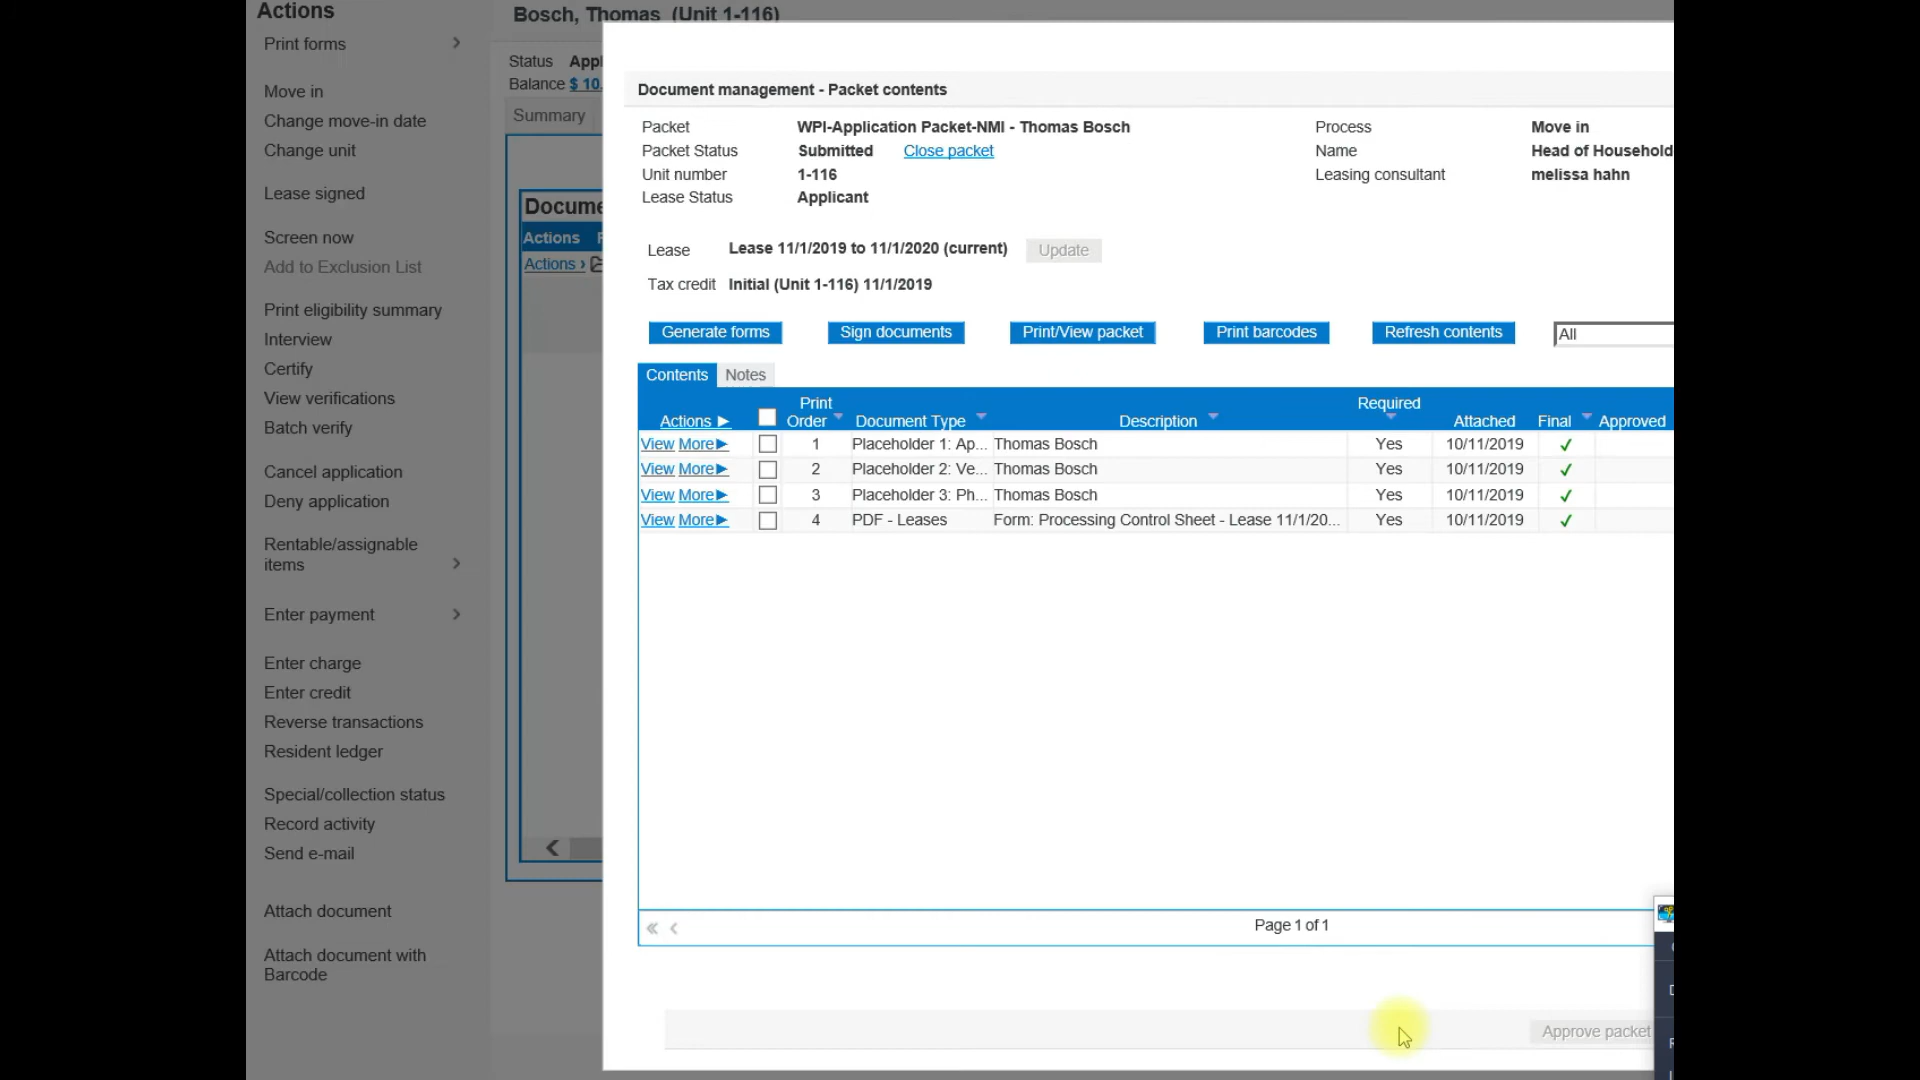 Actions
Print forms
Move in
Change move-in date
Change unit
Lease signed
Screen now
Add to Exclusion List
Print eligibility summary
Interview
Certify
View verifications
Batch verify
Cancel application
Deny application
Rentable/assignable
items
Enter payment
Enter charge
Enter credit
Reverse transactions
Resident ledger
Special/collection status
Record activity
Send e-mail
Attach document
Attach document with
Barcode
Bosch, Thomas (Unit 1-116)
Status Appl
Balance $ 10.
Summary
Docume
Actions
Actions ›
Document management - Packet contents
Packet WPI-Application Packet-NMI - Thomas Bosch Process Move in
Packet Status Submitted Close packet Name Head of Household
Unit number 1-116 Leasing consultant melissa hahn
Lease Status Applicant
Lease Lease 11/1/2019 to 11/1/2020 (current) Update
Tax credit Initial (Unit 1-116) 11/1/2019
Generate forms Sign documents Print/View packet Print barcodes Refresh contents All
Contents Notes
Actions ▶ Print Order Document Type Description Required Attached Final Approved
View More▶ 1 Placeholder 1: Ap... Thomas Bosch Yes 10/11/2019 ✓
View More▶ 2 Placeholder 2: Ve... Thomas Bosch Yes 10/11/2019 ✓
View More▶ 3 Placeholder 3: Ph... Thomas Bosch Yes 10/11/2019 ✓
View More▶ 4 PDF - Leases Form: Processing Control Sheet - Lease 11/1/20... Yes 10/11/2019 ✓
« ‹ Page 1 of 1
Approve packet